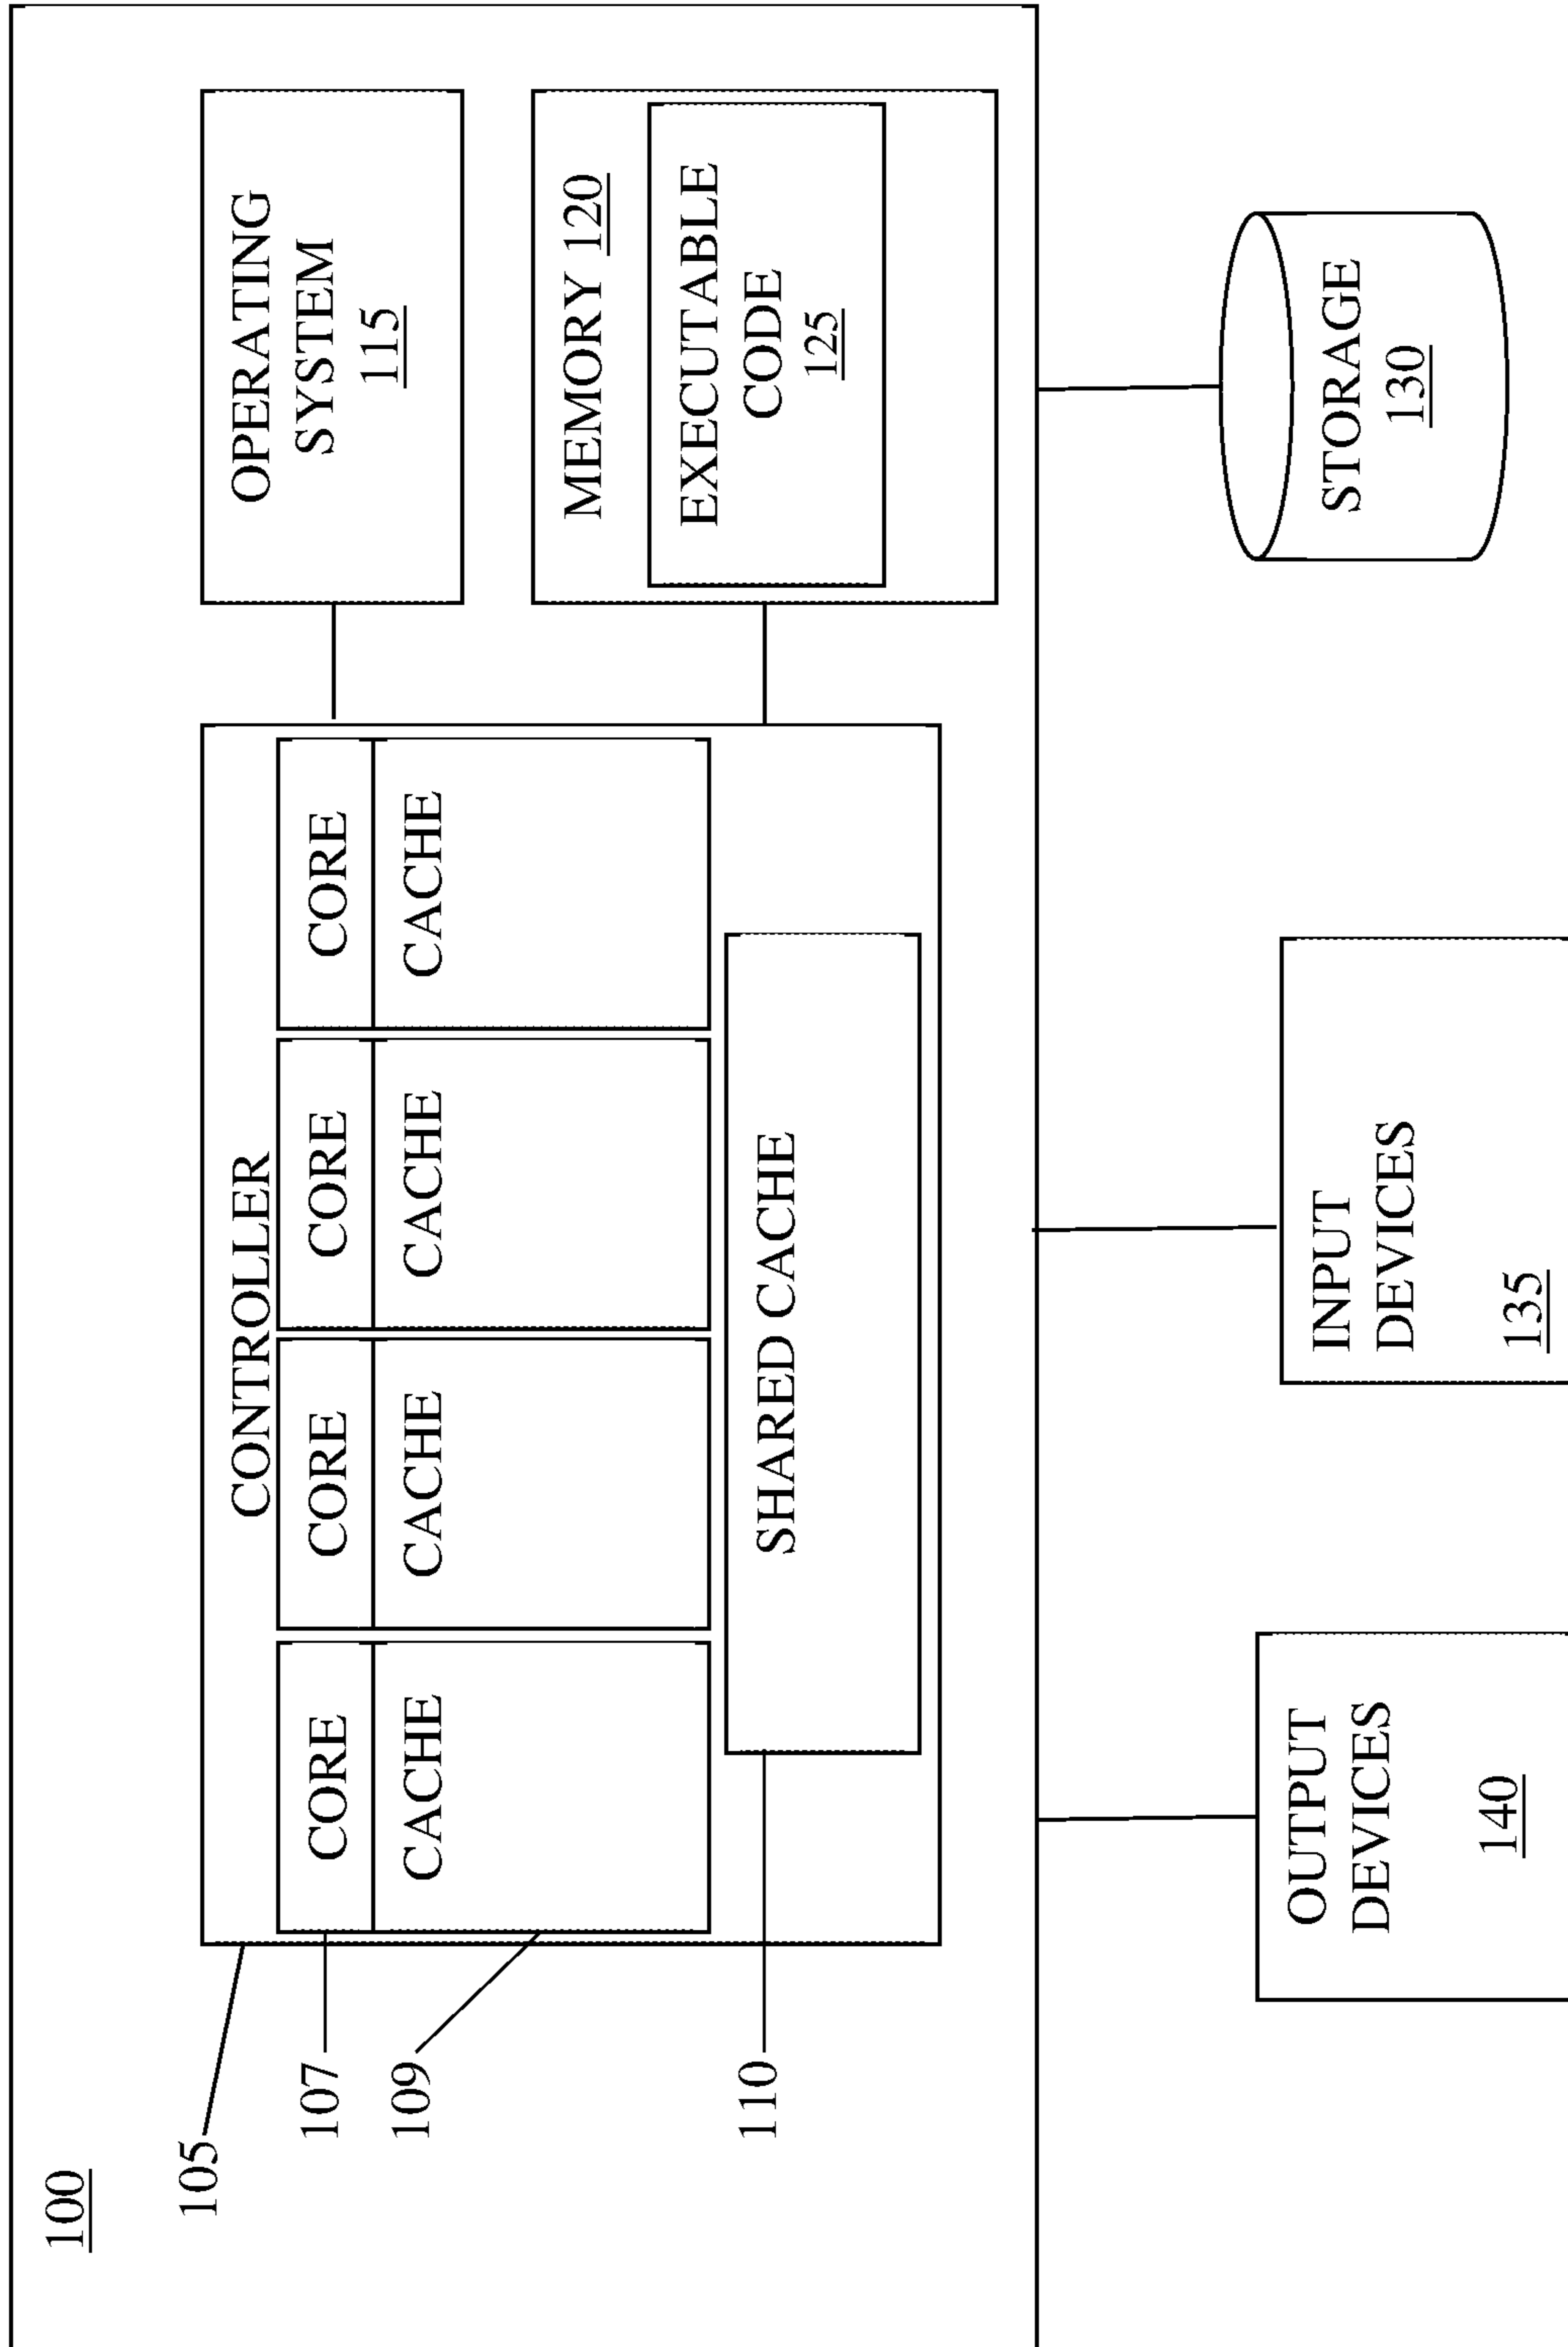 100
105
CONTROLLER
107
CORE
CORE
CORE
CORE
109
CACHE
CACHE
CACHE
CACHE
110
SHARED CACHE
OPERATING
SYSTEM
115
MEMORY 120
EXECUTABLE
CODE
125
OUTPUT
DEVICES
140
INPUT
DEVICES
135
STORAGE
130